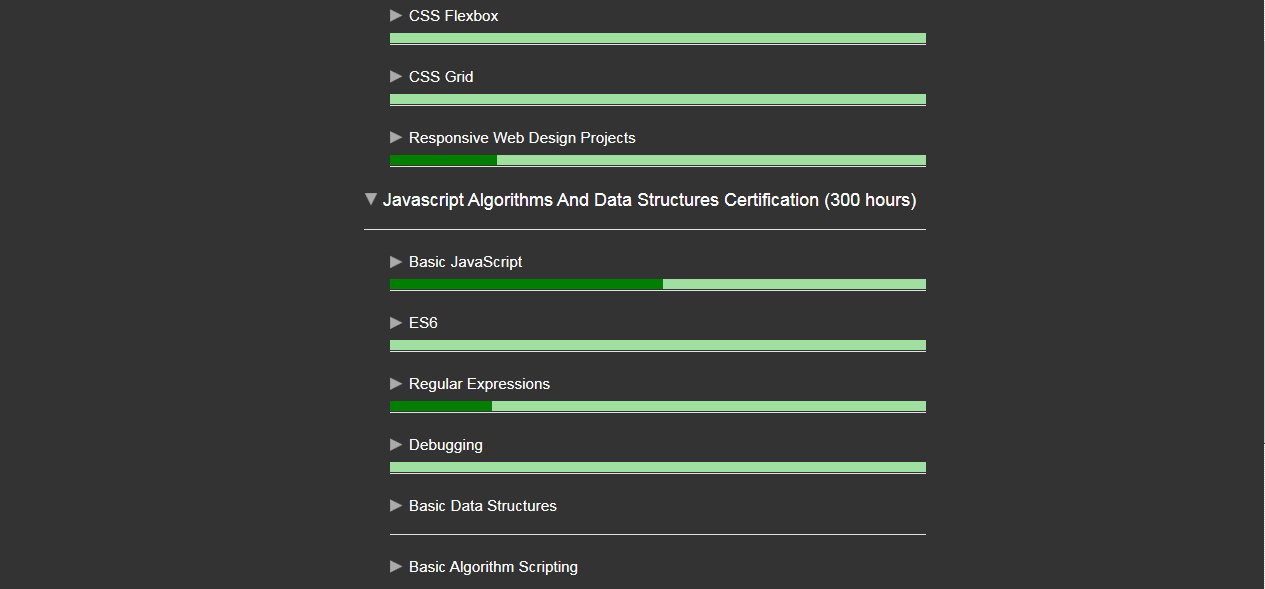 CSS Flexbox
CSS Grid
Responsive Web Design Projects
Javascript Algorithms And Data Structures Certification (300 hours)
Basic JavaScript
ES6
Regular Expressions
Debugging
Basic Data Structures
Basic Algorithm Scripting